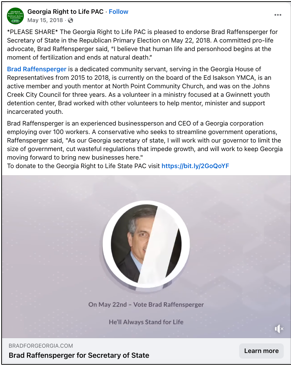 Georgia Right to Life PAC · Follow
May 15, 2018 ·
*PLEASE SHARE* The Georgia Right to Life PAC is pleased to endorse Brad Raffensperger for
Secretary of State in the Republican Primary Election on May 22, 2018. A committed pro-life
advocate, Brad Raffensperger said, "I believe that human life and personhood begins at the
moment of fertilization and ends at natural death."
Brad Raffensperger is a dedicated community servant, serving in the Georgia House of
Representatives from 2015 to 2018, is currently on the board of the Ed Isakson YMCA, is an
active member and youth mentor at North Point Community Church, and was on the Johns
Creek City Council for three years. As a volunteer in a ministry focused at a Gwinnett youth
detention center, Brad worked with other volunteers to help mentor, minister and support
incarcerated youth.
Brad Raffensperger is an experienced businessperson and CEO of a Georgia corporation
employing over 100 workers. A conservative who seeks to streamline government operations,
Raffensperger said, "As our Georgia secretary of state, I will work with our governor to limit the
size of government, cut wasteful regulations that impede growth, and will work to keep Georgia
moving forward to bring new businesses here."
To donate to the Georgia Right to Life State PAC visit https://bit.ly/2GoQoYF
On May 22nd – Vote Brad Raffensperger
He'll Always Stand for Life
BRADFORGEORGIA.COM
Brad Raffensperger for Secretary of State
Learn more